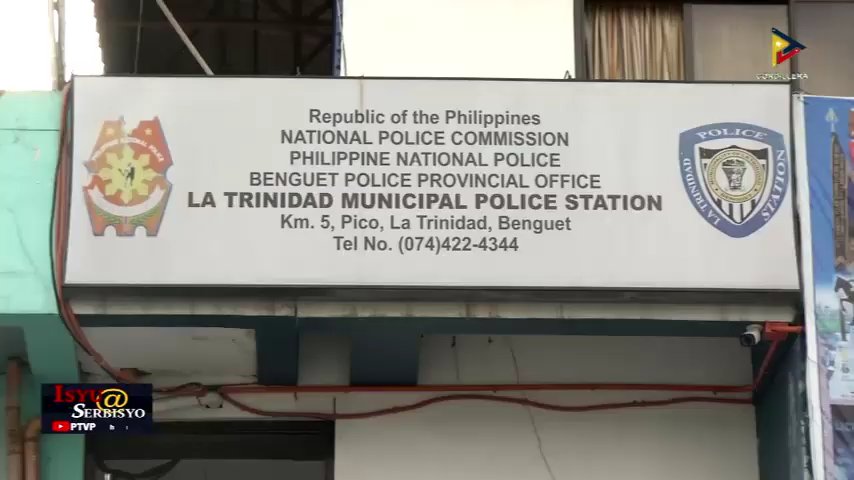 CORDILLERA
Republic of the Philippines
NATIONAL POLICE COMMISSION
PHILIPPINE NATIONAL POLICE
BENGUET POLICE PROVINCIAL OFFICE
LA TRINIDAD MUNICIPAL POLICE STATION
Km. 5, Pico, La Trinidad, Benguet
Tel No. (074)422-4344
POLICE
LA TRINIDAD
STATION
ISYU@
SERBISYO
PTVP